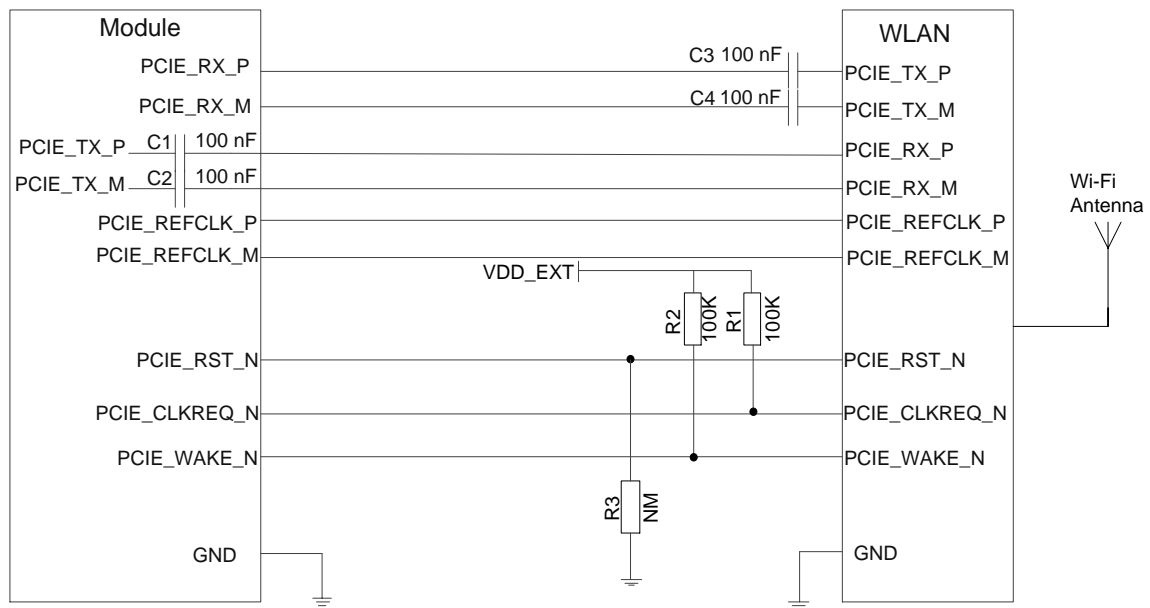 Module
WLAN
PCIE_RX_P
C3 100 nF
PCIE_TX_P
PCIE_RX_M
C4 100 nF
PCIE_TX_M
PCIE_TX_P
C1
100 nF
PCIE_RX_P
PCIE_TX_M
C2
100 nF
PCIE_RX_M
Wi-Fi
Antenna
PCIE_REFCLK_P
PCIE_REFCLK_P
PCIE_REFCLK_M
PCIE_REFCLK_M
VDD_EXT
R2
100K
R1
100K
PCIE_RST_N
PCIE_RST_N
PCIE_CLKREQ_N
PCIE_CLKREQ_N
PCIE_WAKE_N
PCIE_WAKE_N
R3
NM
GND
GND